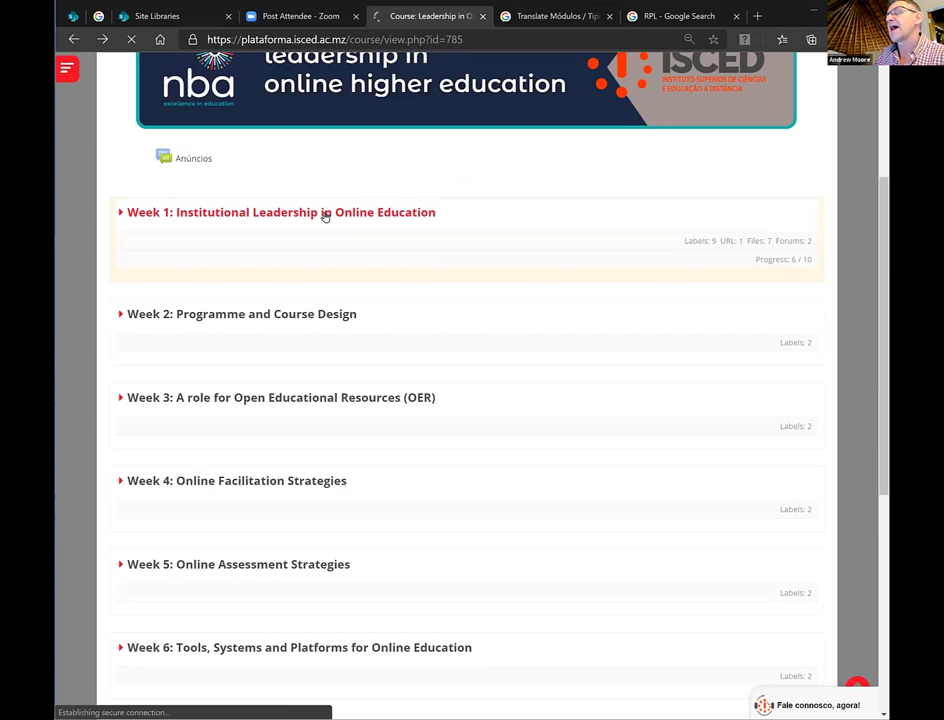 Site Libraries
Post Attendee - Zoom
Course: Leadership in O
Translate Módulos / Tip
RPL - Google Search
https://plataforma.isced.ac.mz/course/view.php?id=785
Andrew Moore
leadership in
online higher education
nba
excellence in education
ISCED
INSTITUTO SUPERIOR DE CIÊNCIAS
E EDUCAÇÃO A DISTÂNCIA
Anúncios
Week 1: Institutional Leadership in Online Education
Labels: 9 URL: 1 Files: 7 Forums: 2
Progress: 6 / 10
Week 2: Programme and Course Design
Labels: 2
Week 3: A role for Open Educational Resources (OER)
Labels: 2
Week 4: Online Facilitation Strategies
Labels: 2
Week 5: Online Assessment Strategies
Labels: 2
Week 6: Tools, Systems and Platforms for Online Education
Labels: 2
Fale connosco, agora!
Establishing secure connection...